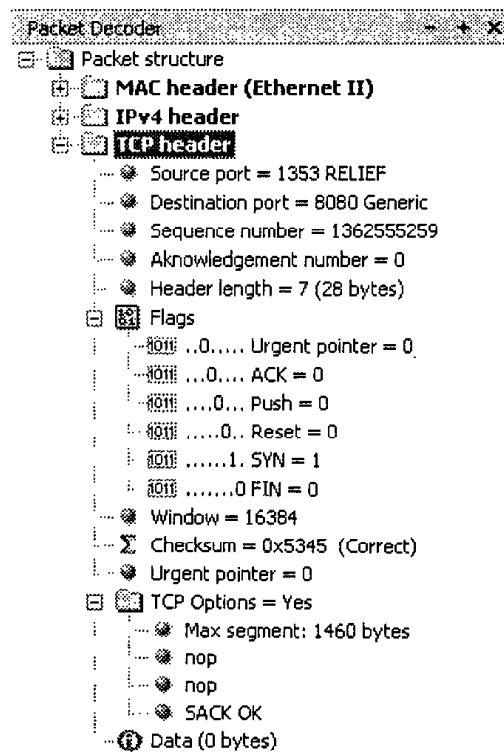 Packet Decoder
Packet structure
MAC header (Ethernet II)
IPv4 header
TCP header
Source port = 1353 RELIEF
Destination port = 8080 Generic
Sequence number = 1362555259
Aknowledgement number = 0
Header length = 7 (28 bytes)
Flags
..0..... Urgent pointer = 0
...0.... ACK = 0
....0... Push = 0
.....0.. Reset = 0
......1. SYN = 1
.......0 FIN = 0
Window = 16384
Checksum = 0x5345 (Correct)
Urgent pointer = 0
TCP Options = Yes
Max segment: 1460 bytes
nop
nop
SACK OK
Data (0 bytes)